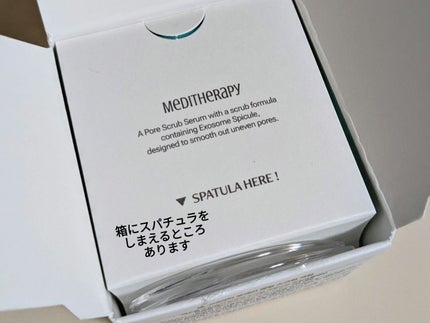 MEDITHERAPY
A Pore Scrub Serum with a scrub formula
containing Exosome Spicule,
designed to smooth out uneven pores.
▼ SPATULA HERE !
箱にスパチュラを
しまえるところ
あります